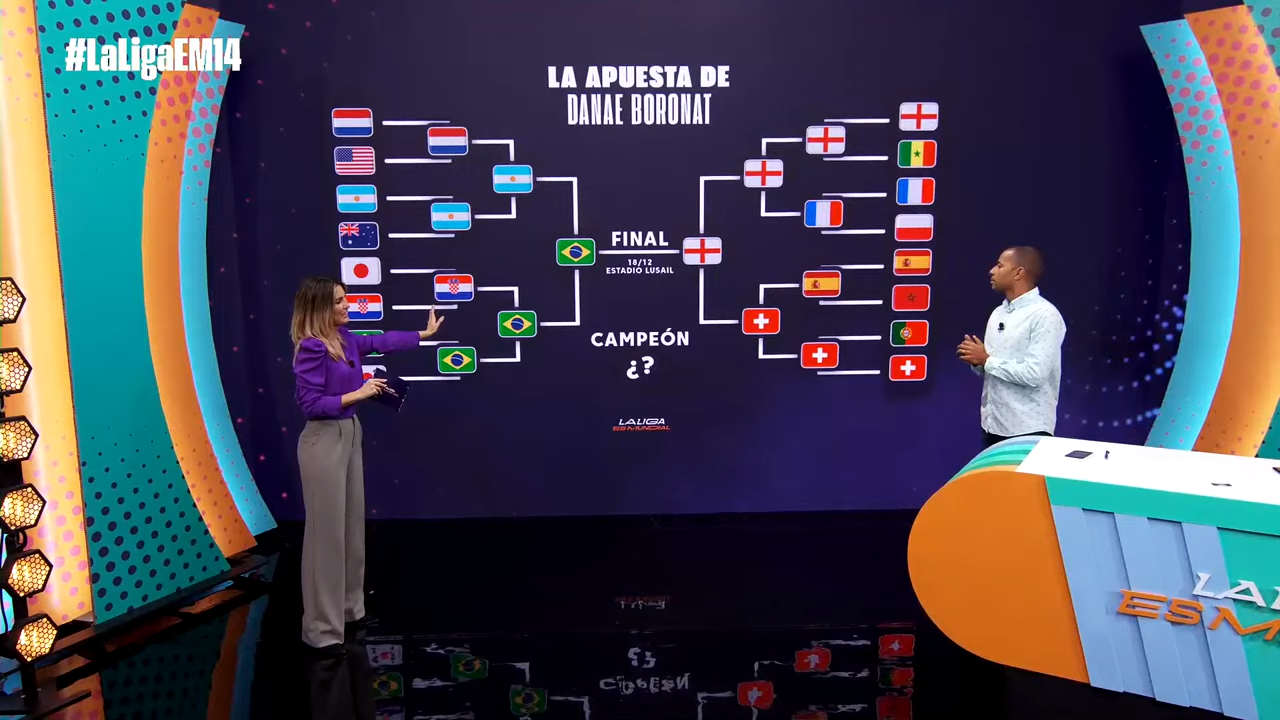 #LaLigaEM14
LA APUESTA DE
DANAE BORONAT
FINAL
18/12
ESTADIO LUSAIL
CAMPEÓN
¿?
LALIGA
ES MUNDIAL